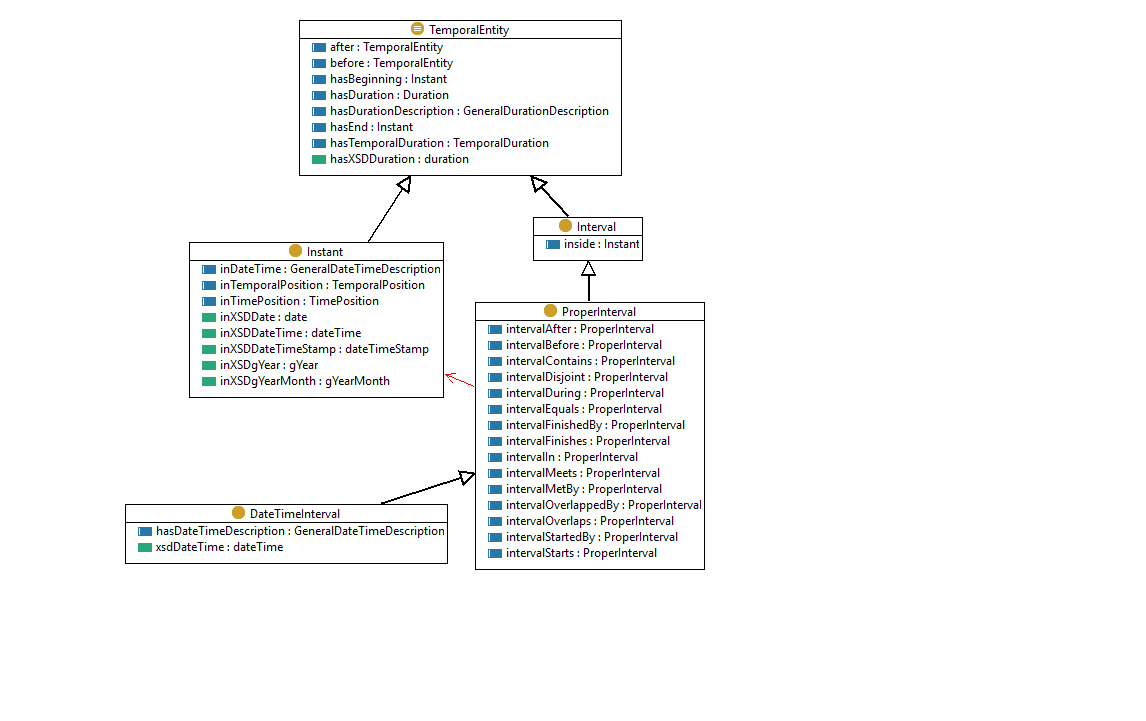 TemporalEntity
after : TemporalEntity
before : TemporalEntity
hasBeginning : Instant
hasDuration : Duration
hasDurationDescription : GeneralDurationDescription
hasEnd : Instant
hasTemporalDuration : TemporalDuration
hasXSDDuration : duration
Interval
inside : Instant
Instant
inDateTime : GeneralDateTimeDescription
inTemporalPosition : TemporalPosition
inTimePosition : TimePosition
inXSDDate : date
inXSDDateTime : dateTime
inXSDDateTimeStamp : dateTimeStamp
inXSDgYear : gYear
inXSDgYearMonth : gYearMonth
ProperInterval
intervalAfter : ProperInterval
intervalBefore : ProperInterval
intervalContains : ProperInterval
intervalDisjoint : ProperInterval
intervalDuring : ProperInterval
intervalEquals : ProperInterval
intervalFinishedBy : ProperInterval
intervalFinishes : ProperInterval
intervalIn : ProperInterval
intervalMeets : ProperInterval
intervalMetBy : ProperInterval
intervalOverlappedBy : ProperInterval
intervalOverlaps : ProperInterval
intervalStartedBy : ProperInterval
intervalStarts : ProperInterval
DateTimeInterval
hasDateTimeDescription : GeneralDateTimeDescription
xsdDateTime : dateTime